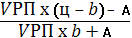 VРП х (ц – b) – А
VРП х b + А